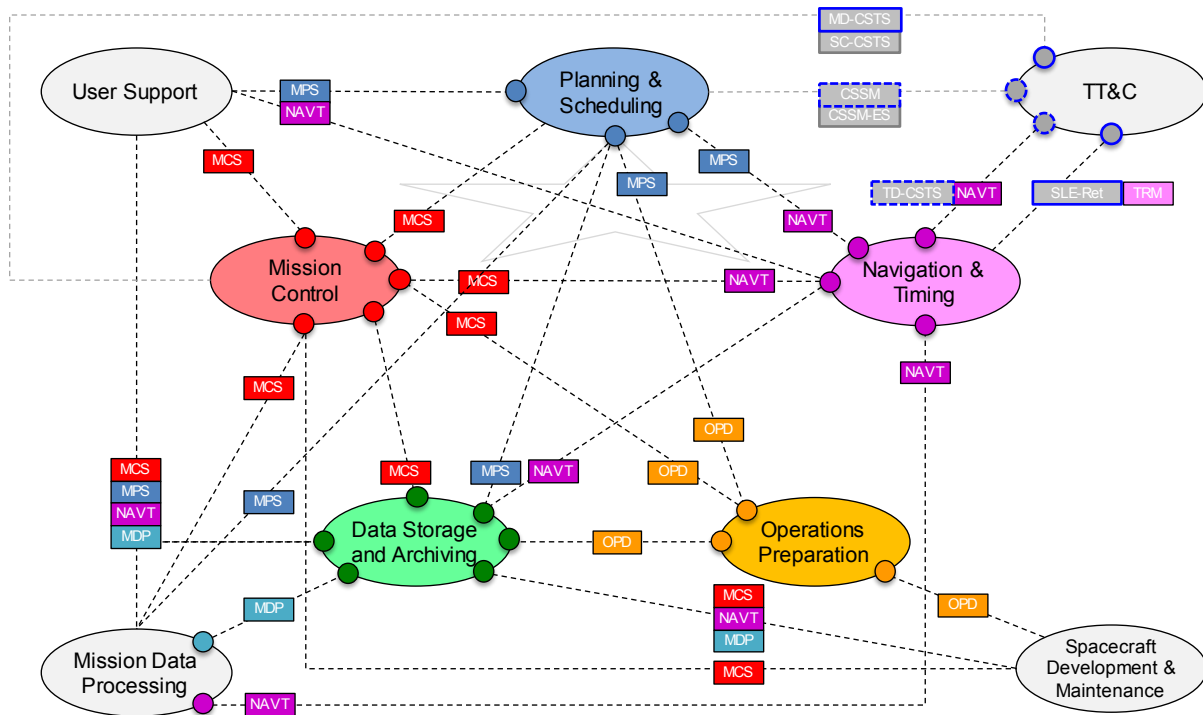 MD-CSTS
SC-CSTS
User Support
MPS
NAVT
Planning &
Scheduling
CSSM
CSSM-ES
TT&C
MCS
MPS
MPS
TD-CSTS
NAVT
SLE-Ret
TRM
MCS
NAVT
Mission
Control
MCS
NAVT
Navigation &
Timing
MCS
NAVT
MCS
OPD
MCS
MPS
NAVT
MDP
MPS
MCS
MPS
NAVT
OPD
Data Storage
and Archiving
OPD
Operations
Preparation
MDP
MCS
NAVT
MDP
OPD
Mission Data
Processing
MCS
Spacecraft
Development &
Maintenance
NAVT